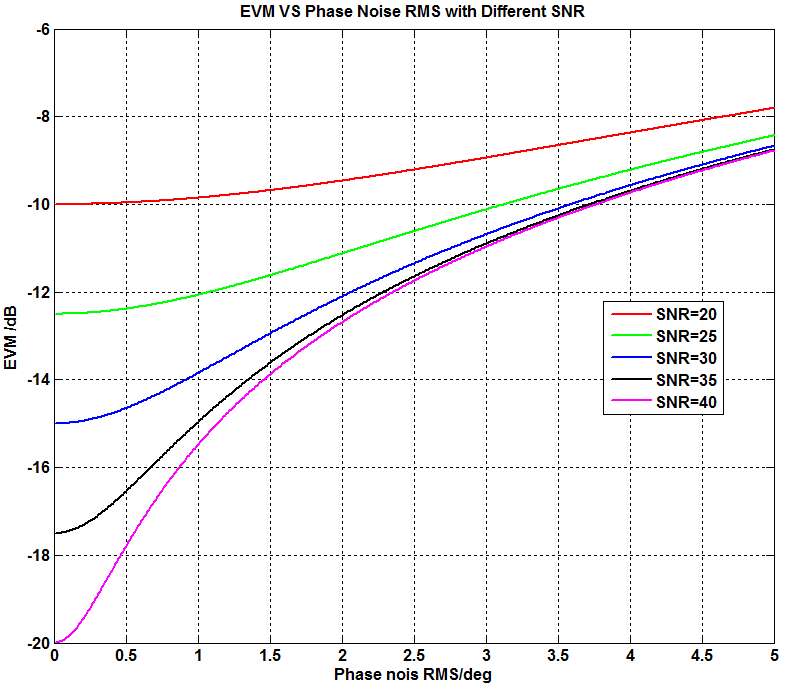 EVM VS Phase Noise RMS with Different SNR
-6
-8
-10
-12
-14
-16
-18
-20
EVM /dB
SNR=20
SNR=25
SNR=30
SNR=35
SNR=40
0 0.5 1 1.5 2 2.5 3 3.5 4 4.5 5
Phase nois RMS/deg